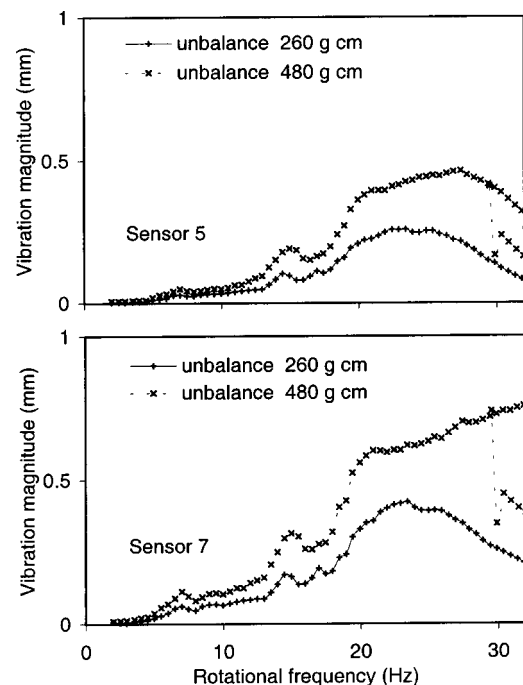 1
unbalance 260 g cm
unbalance 480 g cm
0.5
Sensor 5
0
Vibration magnitude (mm)
1
unbalance 260 g cm
unbalance 480 g cm
0.5
Sensor 7
0
Vibration magnitude (mm)
0 10 20 30
Rotational frequency (Hz)